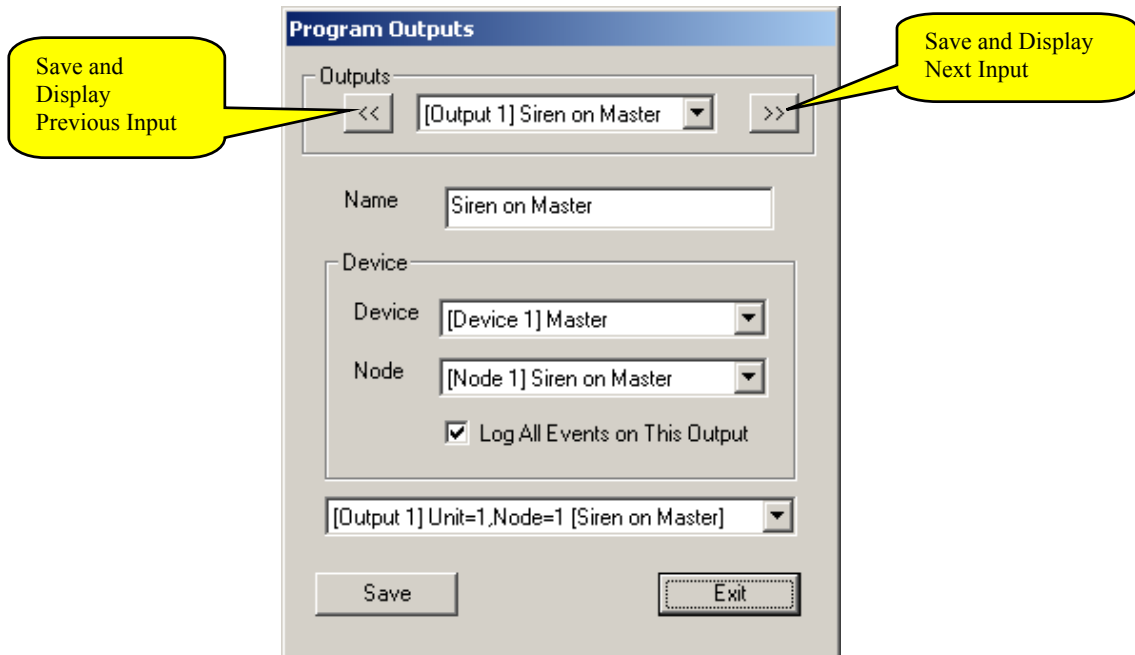 Program Outputs
Save and
Display
Previous Input
Save and Display
Next Input
Outputs
<<
[Output 1] Siren on Master
>>
Name
Siren on Master
Device
Device
[Device 1] Master
Node
[Node 1] Siren on Master
Log All Events on This Output
[Output 1] Unit=1,Node=1 [Siren on Master]
Save
Exit